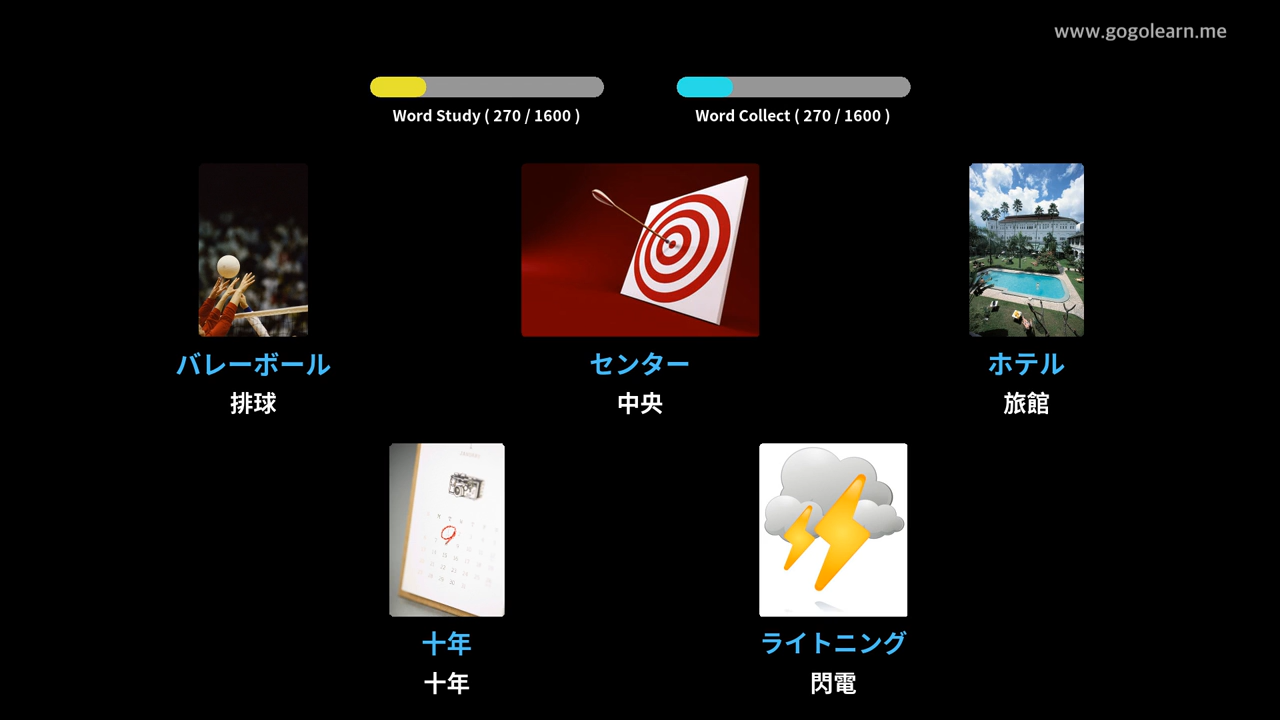 www.gogolearn.me
Word Study ( 270 / 1600 )
Word Collect ( 270 / 1600 )
バレーボール
排球
センター
中央
ホテル
旅館
十年
十年
ライトニング
閃電